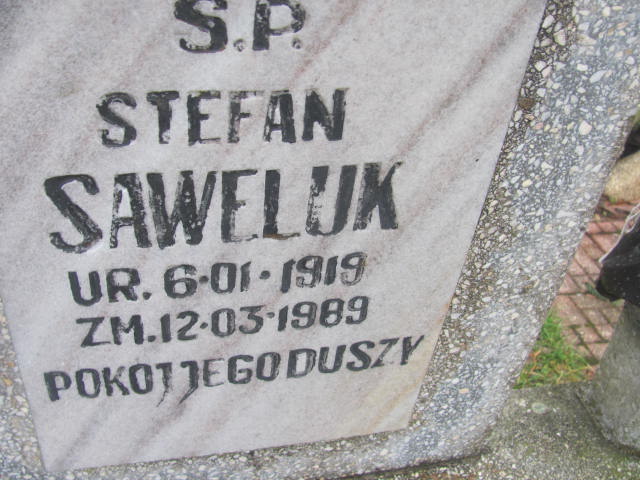 S.P.
STEFAN
SAWELUK
UR. 6·01·1919
ZM. 12·03·1989
POKOJ JEGO DUSZY